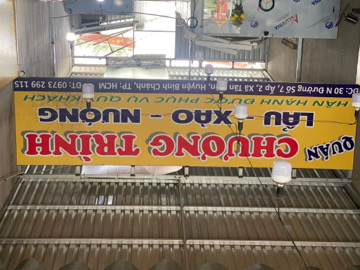 QUÁN CHƯƠNG TRÌNH
LẨU - XÀO - NƯỚNG
HÂN HẠNH ĐƯỢC PHỤC VỤ QUÝ KHÁCH
ĐC: 30 N Đường Số 7, Ấp 2, Xã Tân Huyện Bình Chánh, TP. HCM ĐT: 0973 299 115